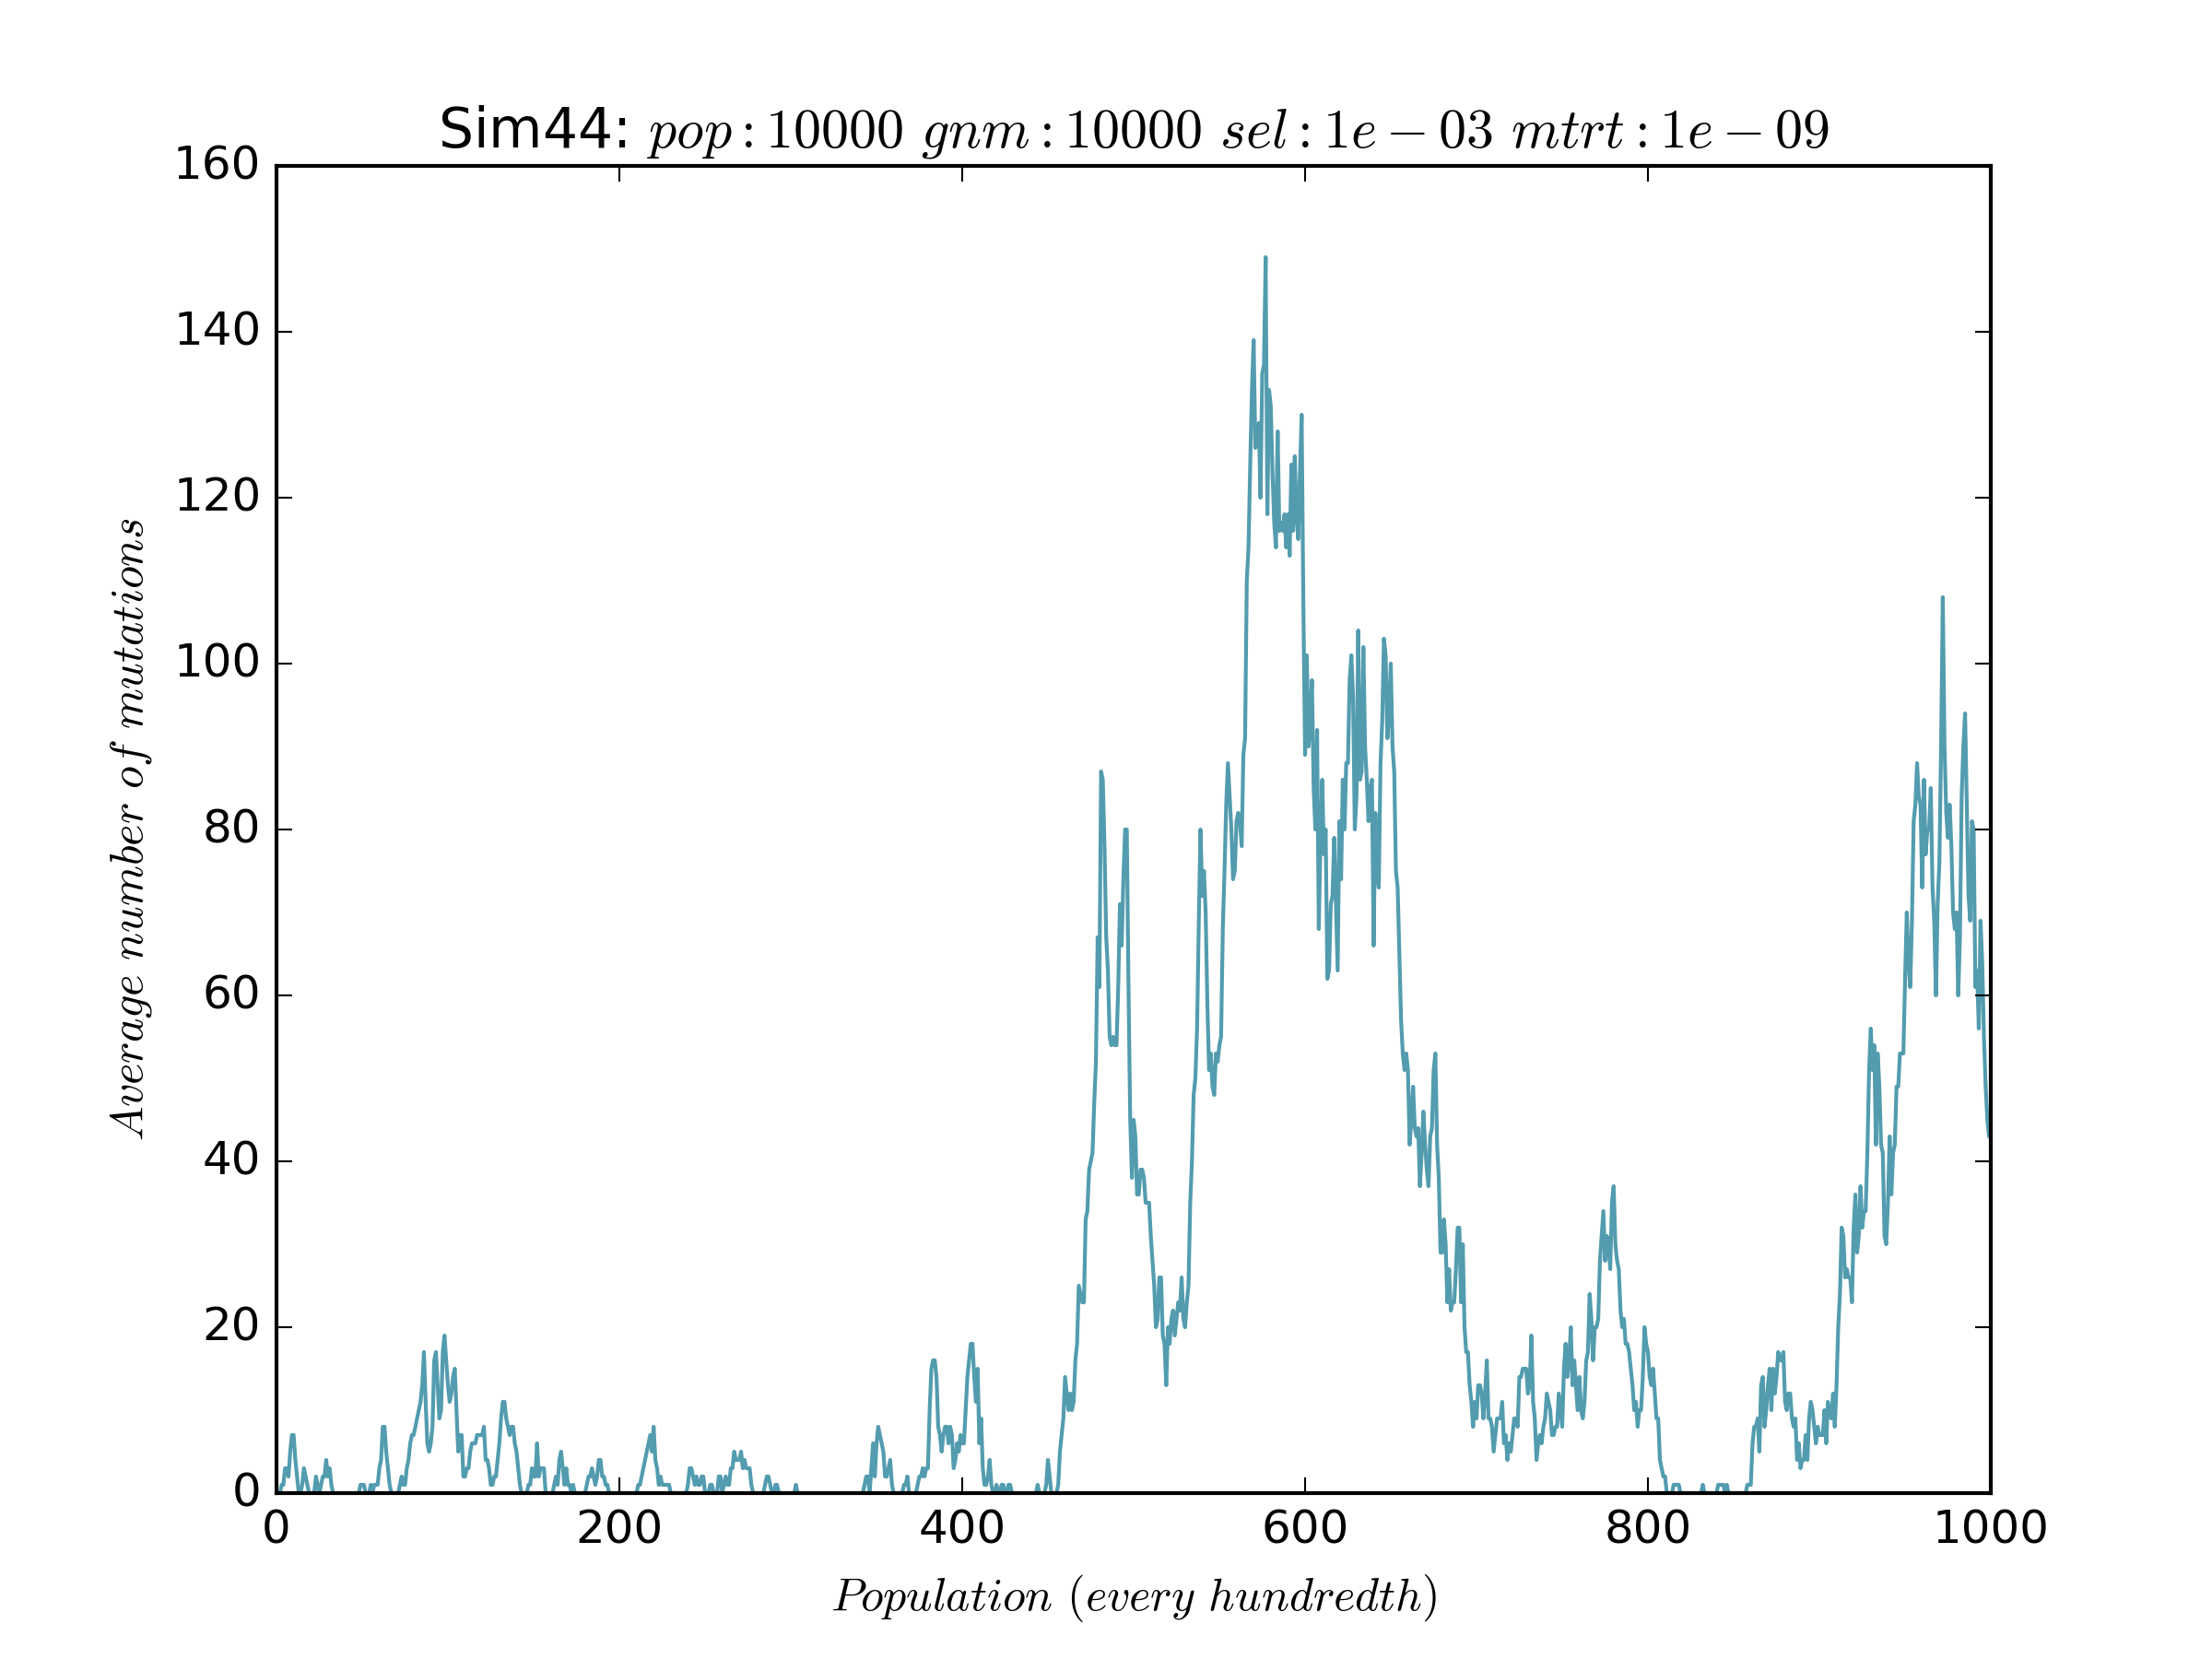 Sim44: pop : 10000 gnm : 10000 sel : 1e − 03 mtrt : 1e − 09
160
140
120
100
80
60
40
20
0
Average number of mutations
0 200 400 600 800 1000
Population (every hundredth)